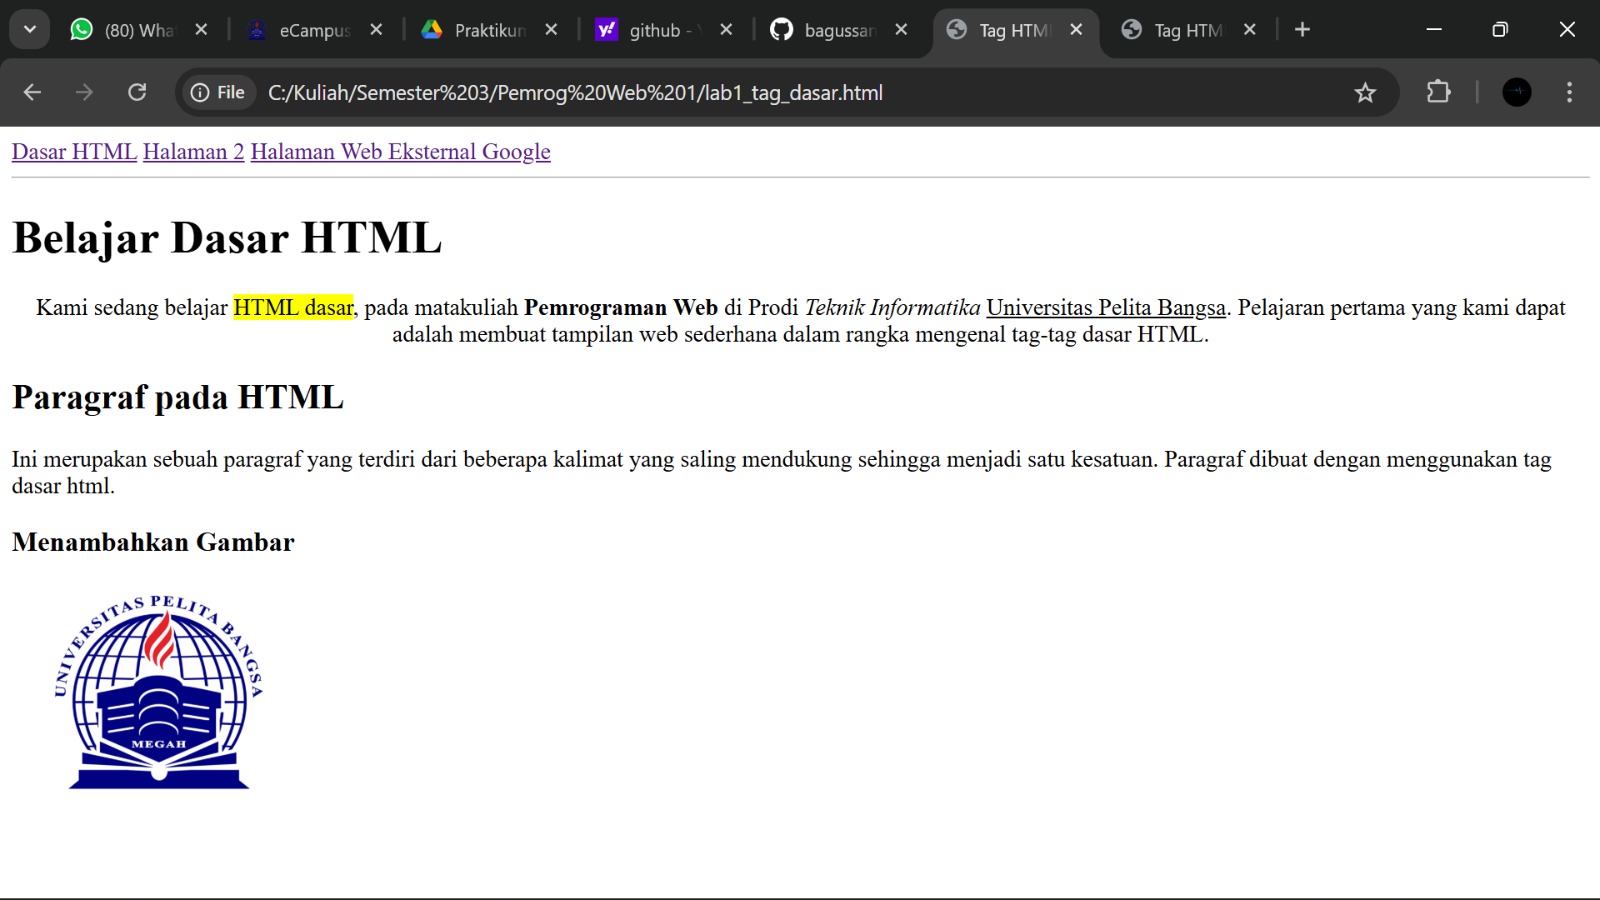 (80) Wha
eCampus
Praktikun
github - Y
bagussan
Tag HTML
Tag HTM
File
C:/Kuliah/Semester%203/Pemrog%20Web%201/lab1_tag_dasar.html
Dasar HTML Halaman 2 Halaman Web Eksternal Google
Belajar Dasar HTML
Kami sedang belajar HTML dasar, pada matakuliah Pemrograman Web di Prodi Teknik Informatika Universitas Pelita Bangsa. Pelajaran pertama yang kami dapat
adalah membuat tampilan web sederhana dalam rangka mengenal tag-tag dasar HTML.
Paragraf pada HTML
Ini merupakan sebuah paragraf yang terdiri dari beberapa kalimat yang saling mendukung sehingga menjadi satu kesatuan. Paragraf dibuat dengan menggunakan tag
dasar html.
Menambahkan Gambar
UNIVERSITAS PELITA BANGSA
MEGAH